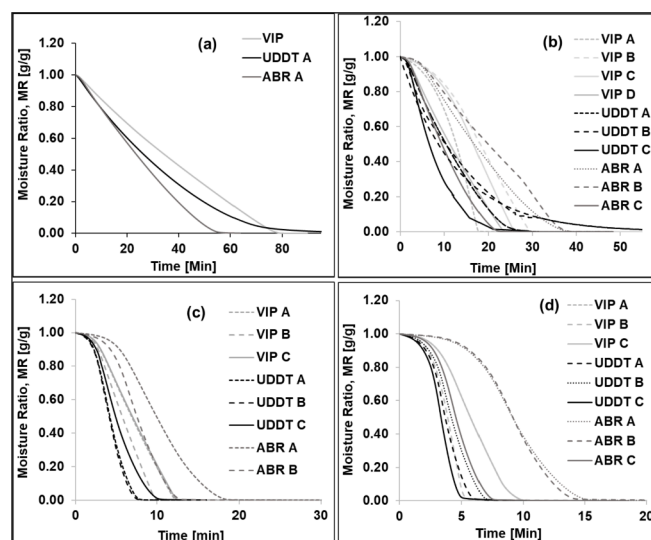 (a)
VIP
UDDT A
ABR A
Moisture Ratio, MR [g/g]
1.20
1.00
0.80
0.60
0.40
0.20
0.00
0 20 40 60 80
Time [Min]
(b)
VIP A
VIP B
VIP C
VIP D
UDDT A
UDDT B
UDDT C
ABR A
ABR B
ABR C
Moisture Ratio, MR [g/g]
1.20
1.00
0.80
0.60
0.40
0.20
0.00
0 10 20 30 40 50
Time [Min]
(c)
VIP A
VIP B
VIP C
UDDT A
UDDT B
UDDT C
ABR A
ABR B
Moisture Ratio, MR [g/g]
1.20
1.00
0.80
0.60
0.40
0.20
0.00
0 10 20 30
Time [min]
(d)
VIP A
VIP B
VIP C
UDDT A
UDDT B
UDDT C
ABR A
ABR B
ABR C
Moisture Ratio, MR [g/g]
1.20
1.00
0.80
0.60
0.40
0.20
0.00
0 5 10 15 20
Time [Min]